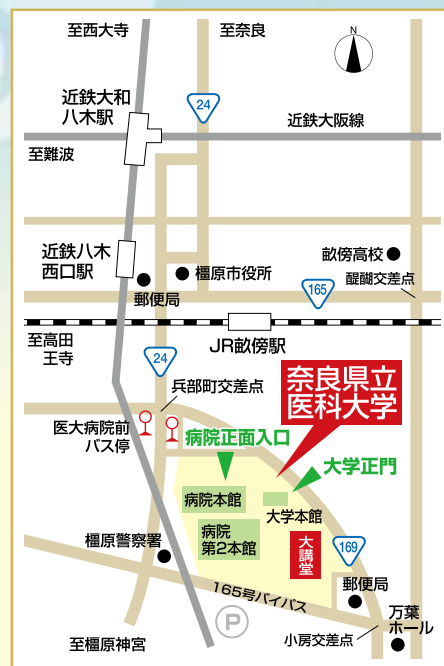 至西大寺
至奈良
N
近鉄大和
八木駅
24
近鉄大阪線
至難波
近鉄八木
西口駅
畝傍高校
橿原市役所
醍醐交差点
165
郵便局
至高田
王寺
JR畝傍駅
24
兵部町交差点
奈良県立
医科大学
医大病院前
バス停
病院正面入口
大学正門
病院本館
大学本館
病院
第2本館
大講堂
169
橿原警察署
165号バイパス
郵便局
P
万葉
ホール
小房交差点
至橿原神宮